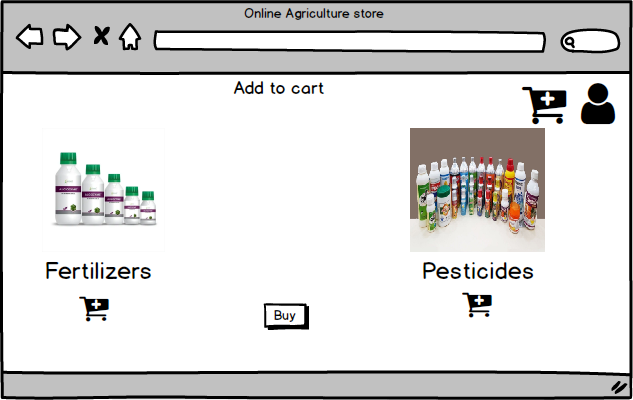 Online Agriculture store
Add to cart
Fertilizers
Pesticides
Buy